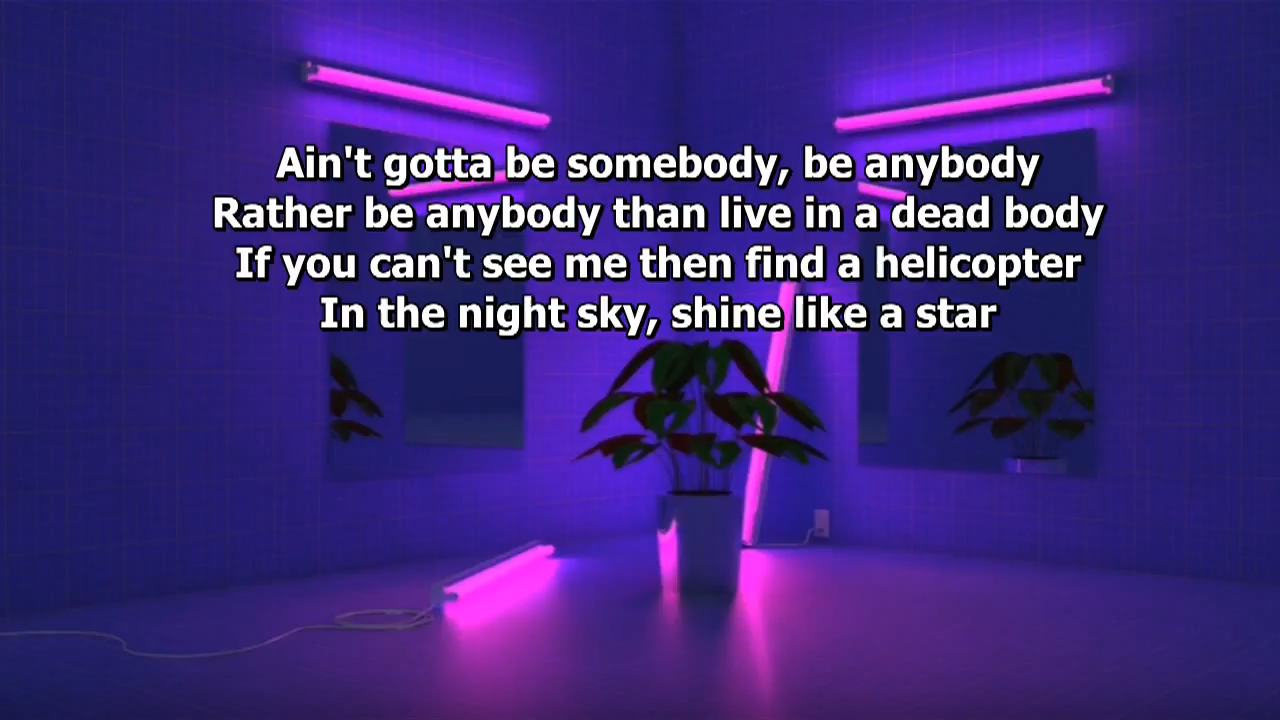 Ain't gotta be somebody, be anybody
Rather be anybody than live in a dead body
If you can't see me then find a helicopter
In the night sky, shine like a star